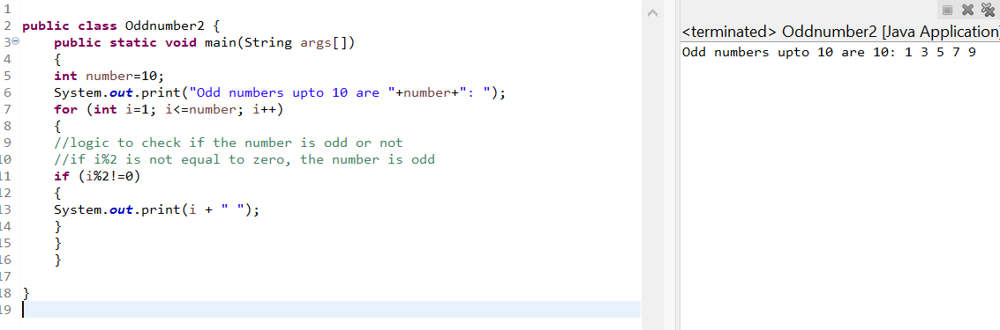 1
2 public class Oddnumber2 {
3 public static void main(String args[])
4 {
5 int number=10;
6 System.out.print("Odd numbers upto 10 are "+number+": ");
7 for (int i=1; i<=number; i++)
8 {
9 //logic to check if the number is odd or not
10 //if i%2 is not equal to zero, the number is odd
11 if (i%2!=0)
12 {
13 System.out.print(i + " ");
14 }
15 }
16 }
17
18 }
19
<terminated> Oddnumber2 [Java Application]
Odd numbers upto 10 are 10: 1 3 5 7 9